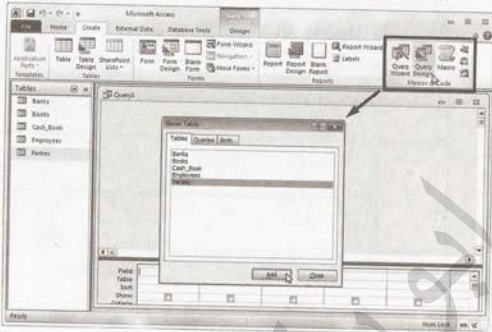 Microsoft Access
File Home Create External Data Database Tools Design
Application Parts
Templates
Table Table Design SharePoint Lists
Tables
Form Form Design Blank Form
Form Wizard
Navigation
More Forms
Forms
Report Report Design Blank Report
Report Wizard
Labels
Reports
Query Wizard Query Design Macro
Macros & Code
Tables
Banks
Books
Cash_Book
Employees
Parties
Query1
Show Table
Tables Queries Both
Banks
Books
Cash_Book
Employees
Parties
Add Close
Field:
Table:
Sort:
Show:
Criteria:
Ready
Num Lock